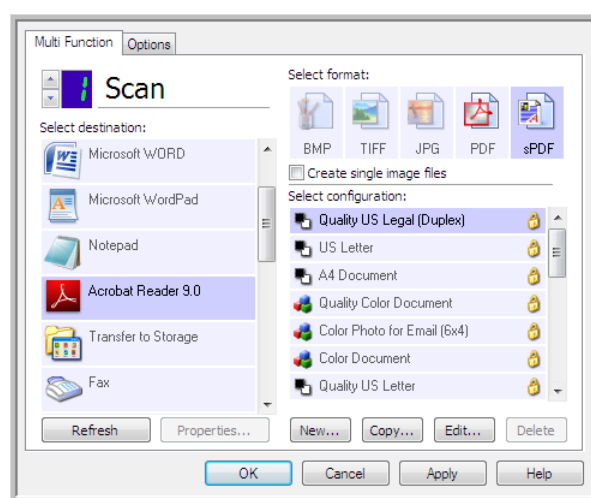 Multi Function
Options
1
Scan
Select destination:
Microsoft WORD
Microsoft WordPad
Notepad
Acrobat Reader 9.0
Transfer to Storage
Fax
Refresh
Properties...
Select format:
BMP
TIFF
JPG
PDF
sPDF
Create single image files
Select configuration:
Quality US Legal (Duplex)
US Letter
A4 Document
Quality Color Document
Color Photo for Email (6x4)
Color Document
Quality US Letter
New...
Copy...
Edit...
Delete
OK
Cancel
Apply
Help